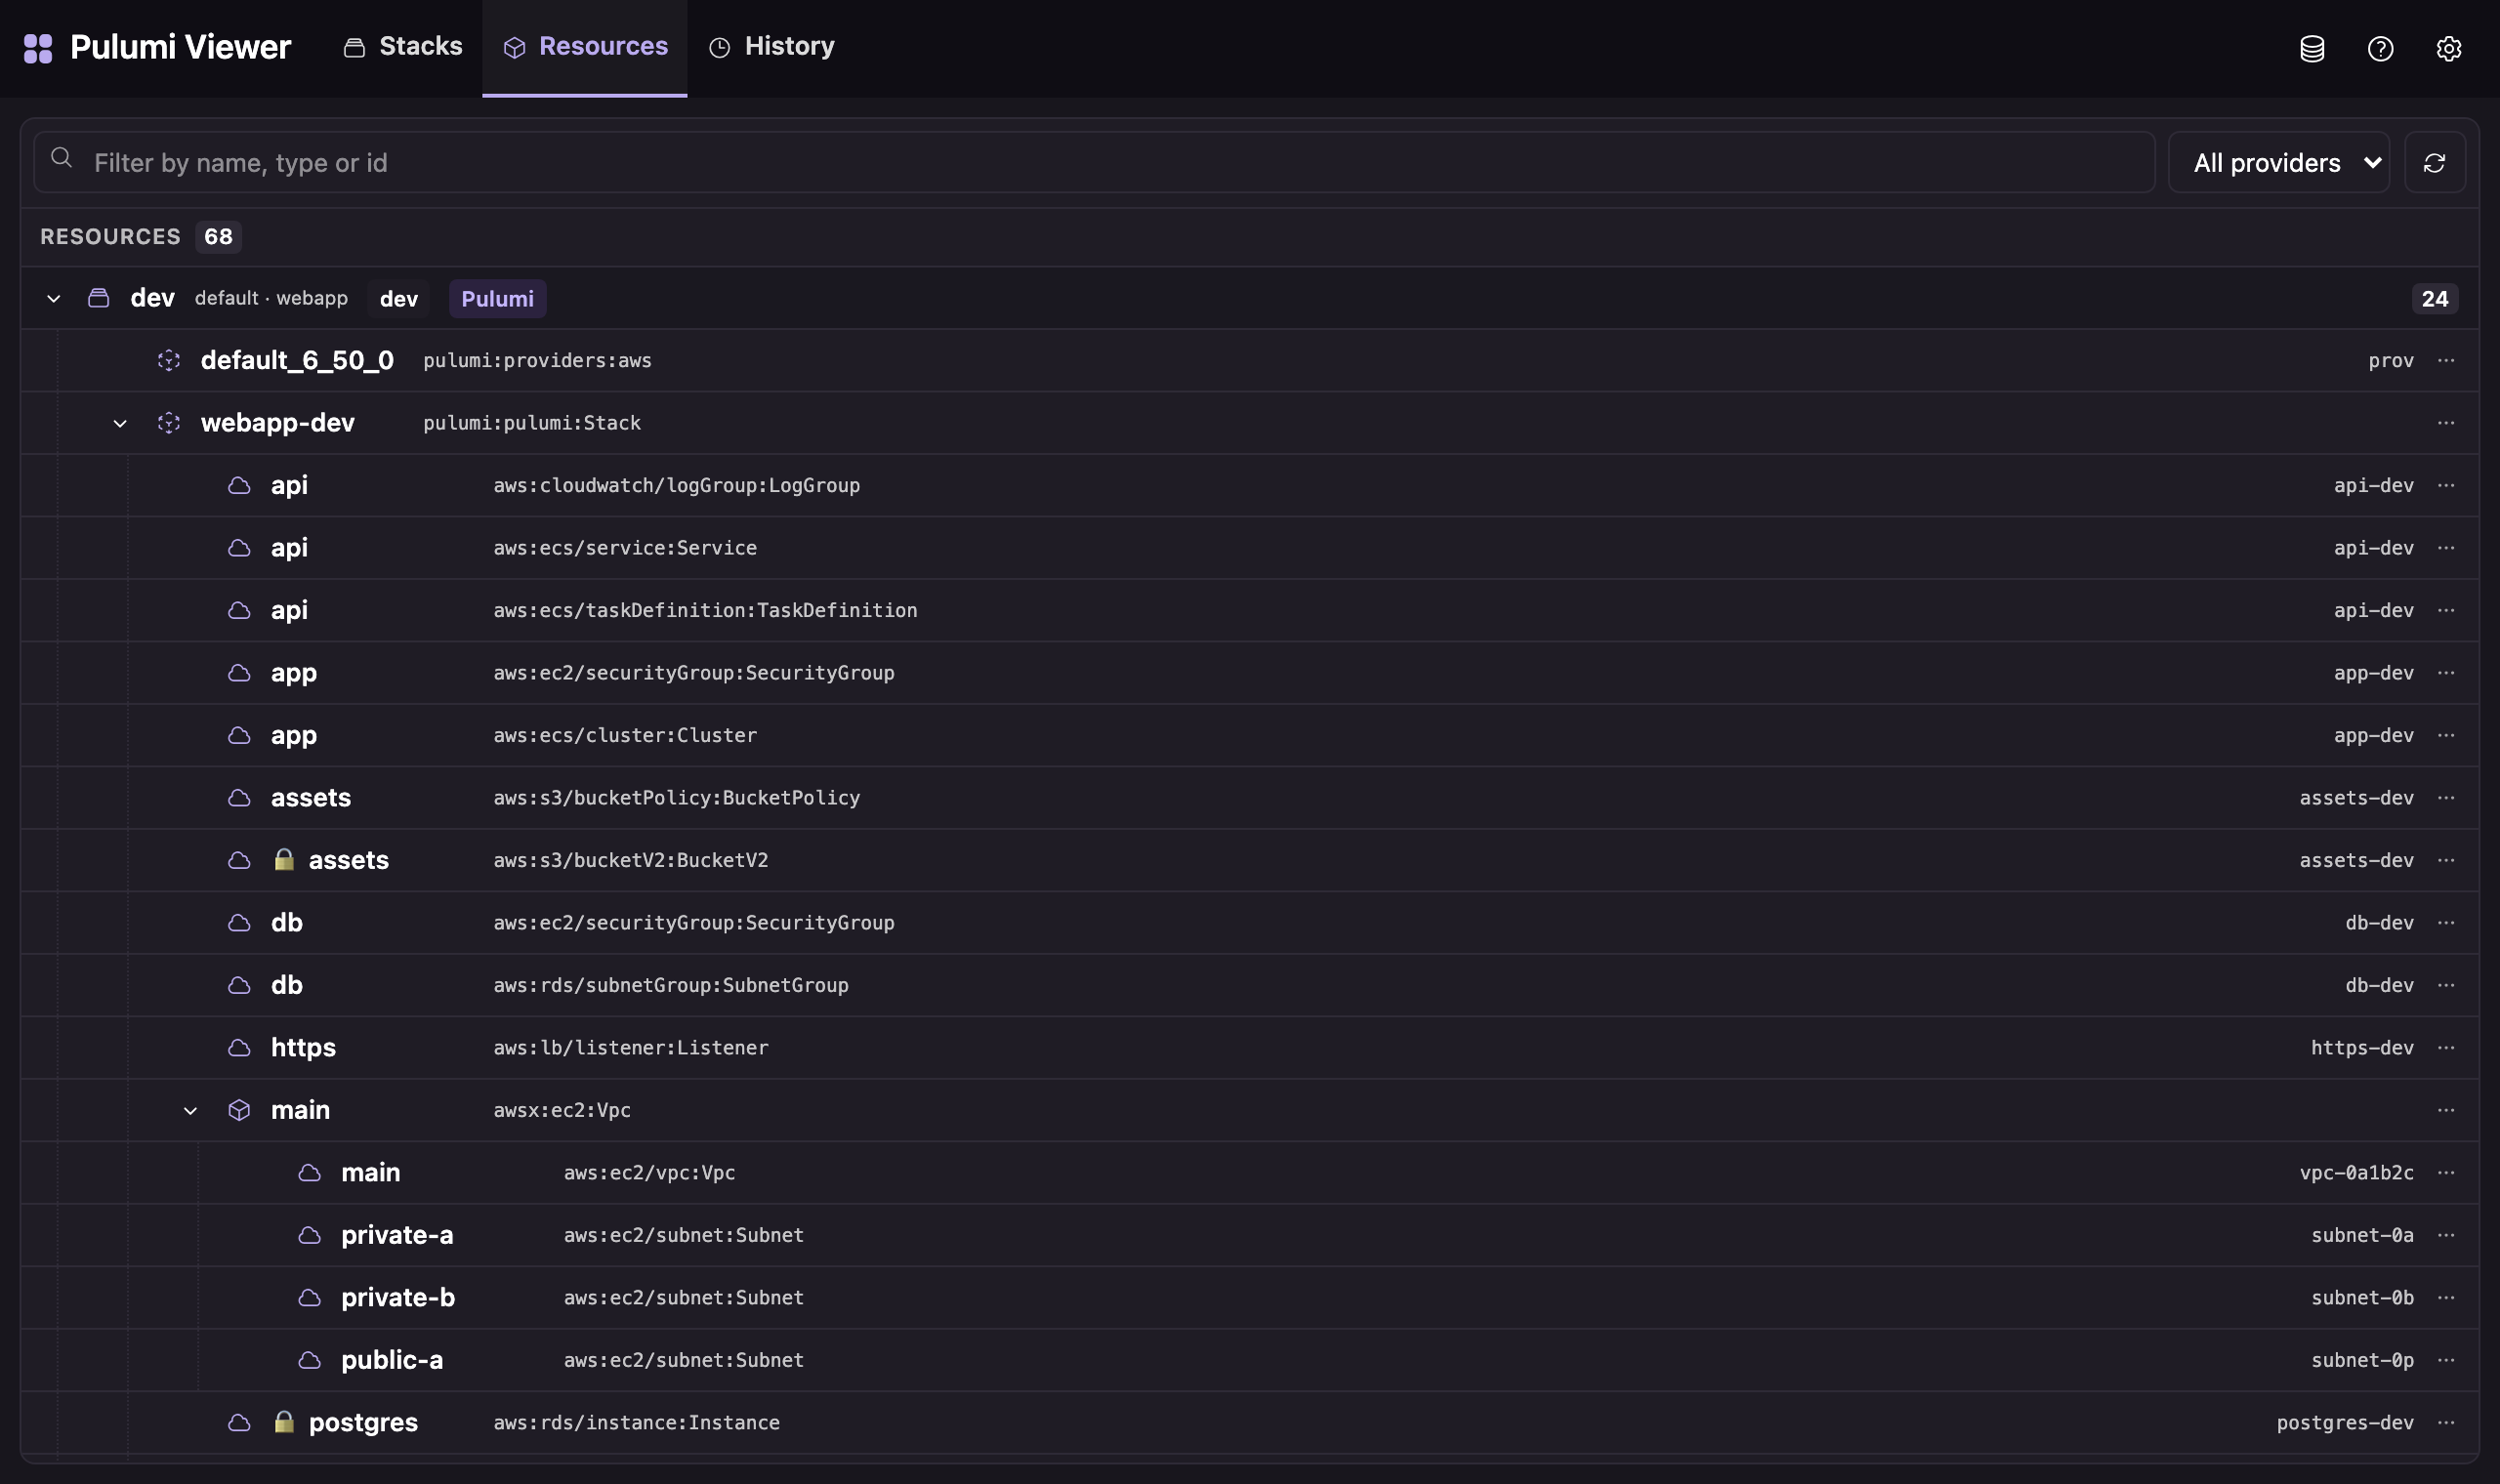 Pulumi Viewer Stacks Resources History
Filter by name, type or id All providers
RESOURCES 68
dev default · webapp dev Pulumi 24
default_6_50_0 pulumi:providers:aws prov ...
webapp-dev pulumi:pulumi:Stack ...
api aws:cloudwatch/logGroup:LogGroup api-dev ...
api aws:ecs/service:Service api-dev ...
api aws:ecs/taskDefinition:TaskDefinition api-dev ...
app aws:ec2/securityGroup:SecurityGroup app-dev ...
app aws:ecs/cluster:Cluster app-dev ...
assets aws:s3/bucketPolicy:BucketPolicy assets-dev ...
assets aws:s3/bucketV2:BucketV2 assets-dev ...
db aws:ec2/securityGroup:SecurityGroup db-dev ...
db aws:rds/subnetGroup:SubnetGroup db-dev ...
https aws:lb/listener:Listener https-dev ...
main awsx:ec2:Vpc ...
main aws:ec2/vpc:Vpc vpc-0a1b2c ...
private-a aws:ec2/subnet:Subnet subnet-0a ...
private-b aws:ec2/subnet:Subnet subnet-0b ...
public-a aws:ec2/subnet:Subnet subnet-0p ...
postgres aws:rds/instance:Instance postgres-dev ...